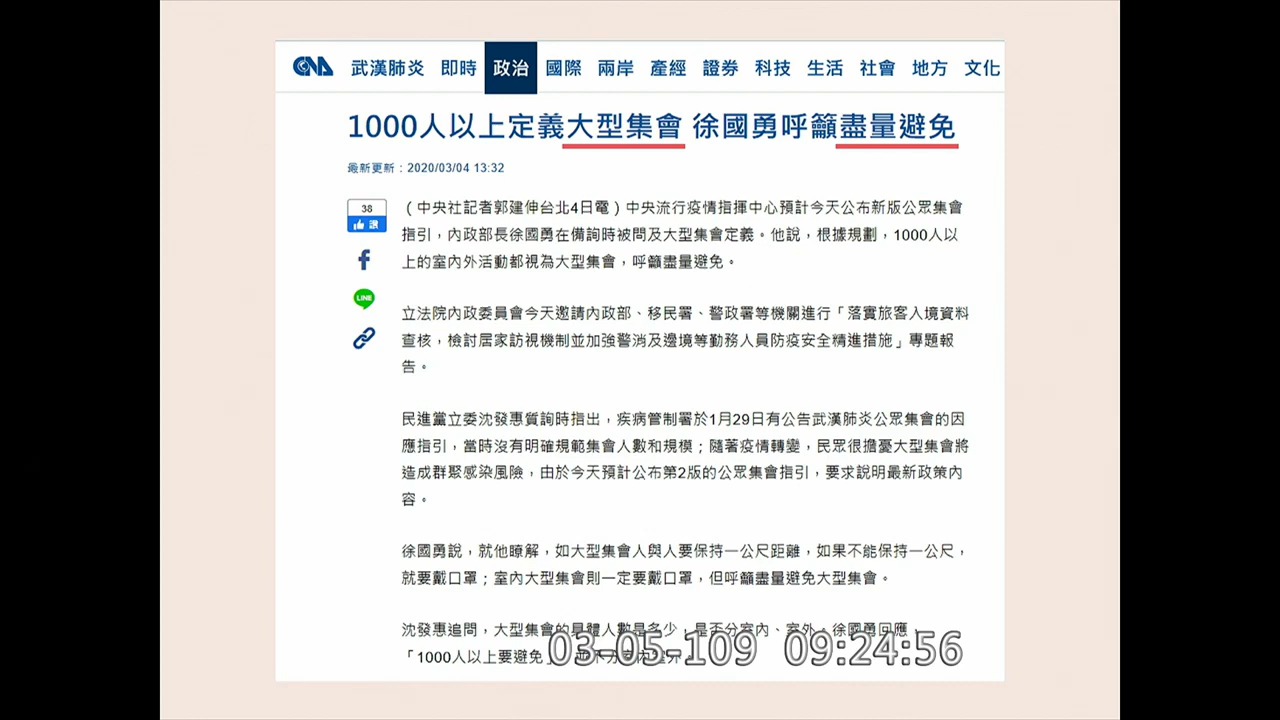 CNA 武漢肺炎 即時 政治 國際 兩岸 產經 證券 科技 生活 社會 地方 文化
1000人以上定義大型集會 徐國勇呼籲盡量避免
最新更新：2020/03/04 13:32
38
讚
LINE
（中央社記者郭建伸台北4日電）中央流行疫情指揮中心預計今天公布新版公眾集會
指引，內政部長徐國勇在備詢時被問及大型集會定義。他說，根據規劃，1000人以
上的室內外活動都視為大型集會，呼籲盡量避免。
立法院內政委員會今天邀請內政部、移民署、警政署等機關進行「落實旅客入境資料
查核，檢討居家訪視機制並加強警消及邊境等勤務人員防疫安全精進措施」專題報
告。
民進黨立委沈發惠質詢時指出，疾病管制署於1月29日有公告武漢肺炎公眾集會的因
應指引，當時沒有明確規範集會人數和規模；隨著疫情轉變，民眾很擔憂大型集會將
造成群聚感染風險，由於今天預計公布第2版的公眾集會指引，要求說明最新政策內
容。
徐國勇說，就他瞭解，如大型集會人與人要保持一公尺距離，如果不能保持一公尺，
就要戴口罩；室內大型集會則一定要戴口罩，但呼籲盡量避免大型集會。
沈發惠追問，大型集會的具體人數是多少，是否分室內、室外。徐國勇回應，
「1000人以上要避免」
03-05-109 09:24:56